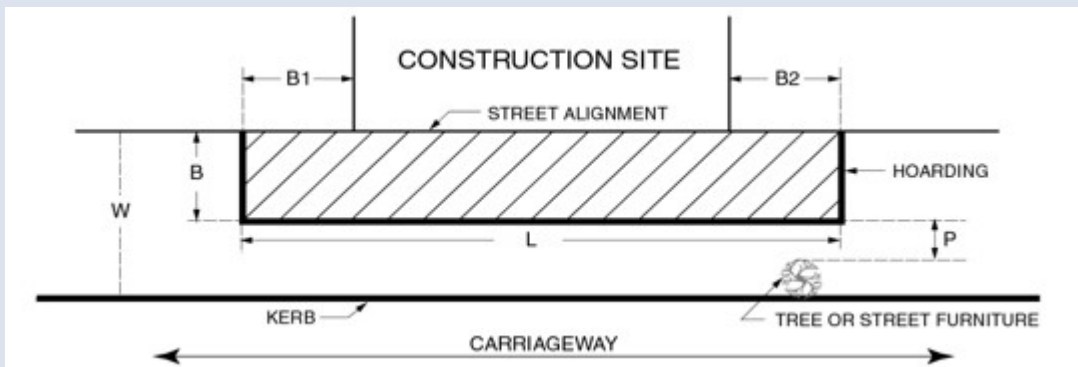 CONSTRUCTION SITE
B1
B2
STREET ALIGNMENT
B
HOARDING
W
L
P
KERB
TREE OR STREET FURNITURE
CARRIAGEWAY